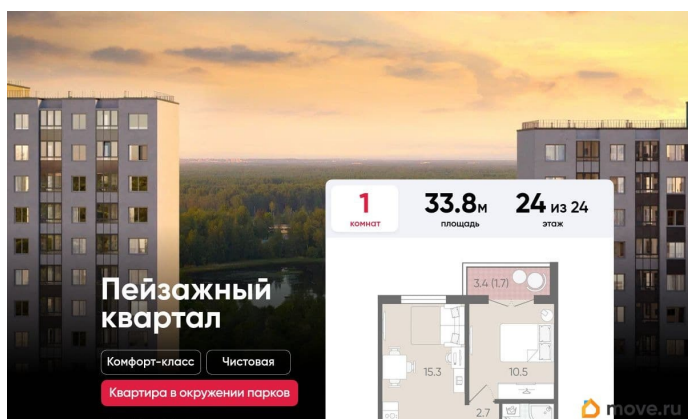 1
комнат
33.8м
площадь
24 из 24
этаж
Пейзажный
квартал
Комфорт-класс
Чистовая
Квартира в окружении парков
3.4 (1.7)
15.3
10.5
2.7
move.ru